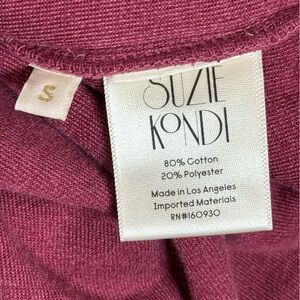 S
SUZIE
KONDI
80% Cotton
20% Polyester
Made in Los Angeles
Imported Materials
RN#160930